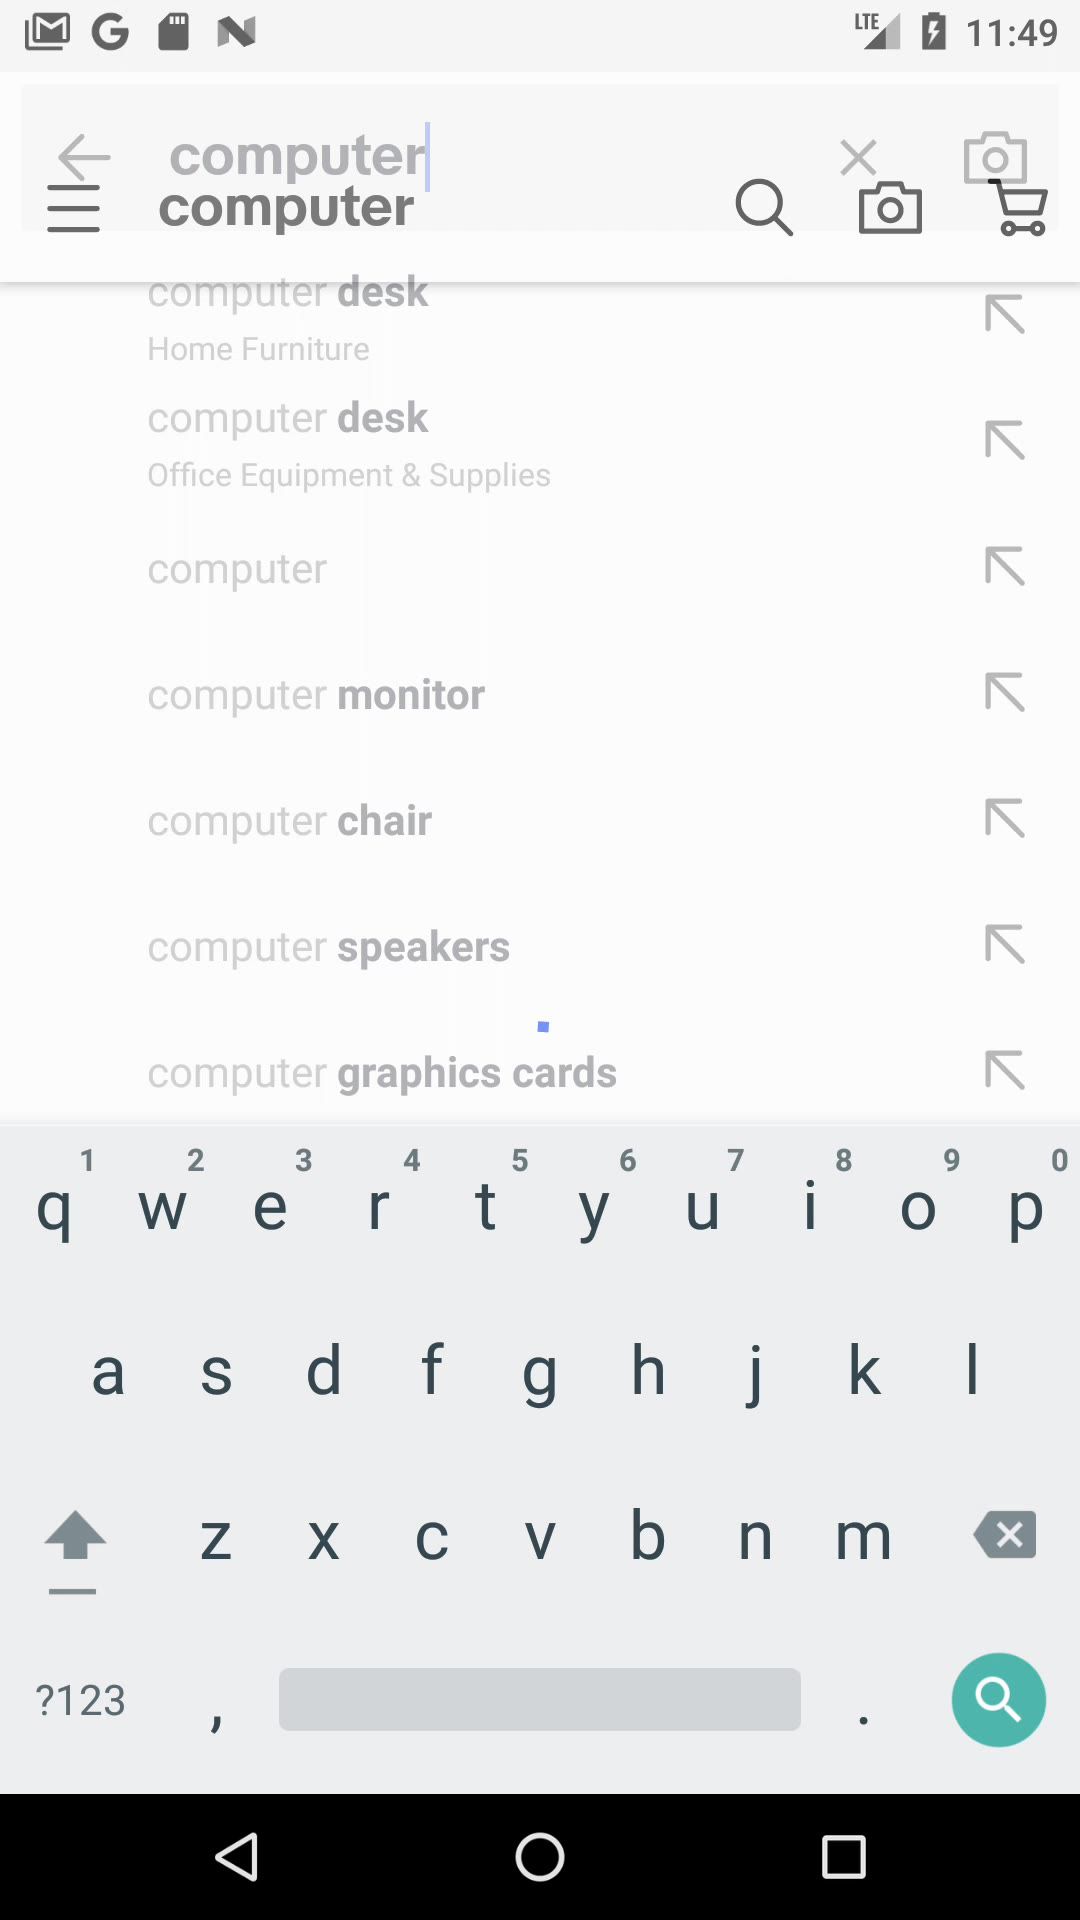 LTE 11:49
computer
computer
computer desk
Home Furniture
computer desk
Office Equipment & Supplies
computer
computer monitor
computer chair
computer speakers
computer graphics cards
1 2 3 4 5 6 7 8 9 0
q w e r t y u i o p
a s d f g h j k l
z x c v b n m
?123 , .